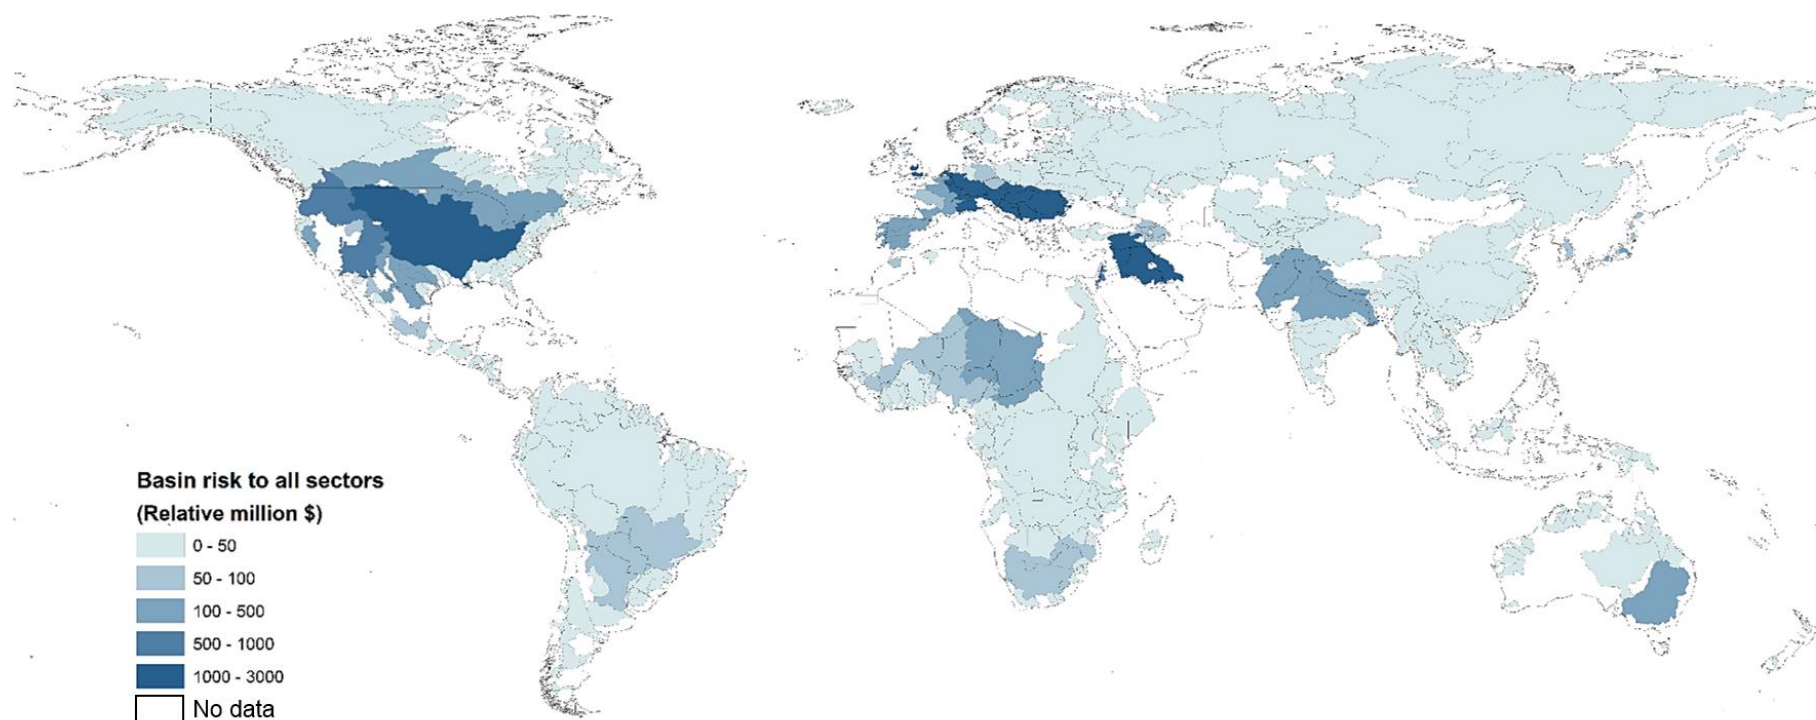 Basin risk to all sectors
(Relative million $)
0 - 50
50 - 100
100 - 500
500 - 1000
1000 - 3000
No data